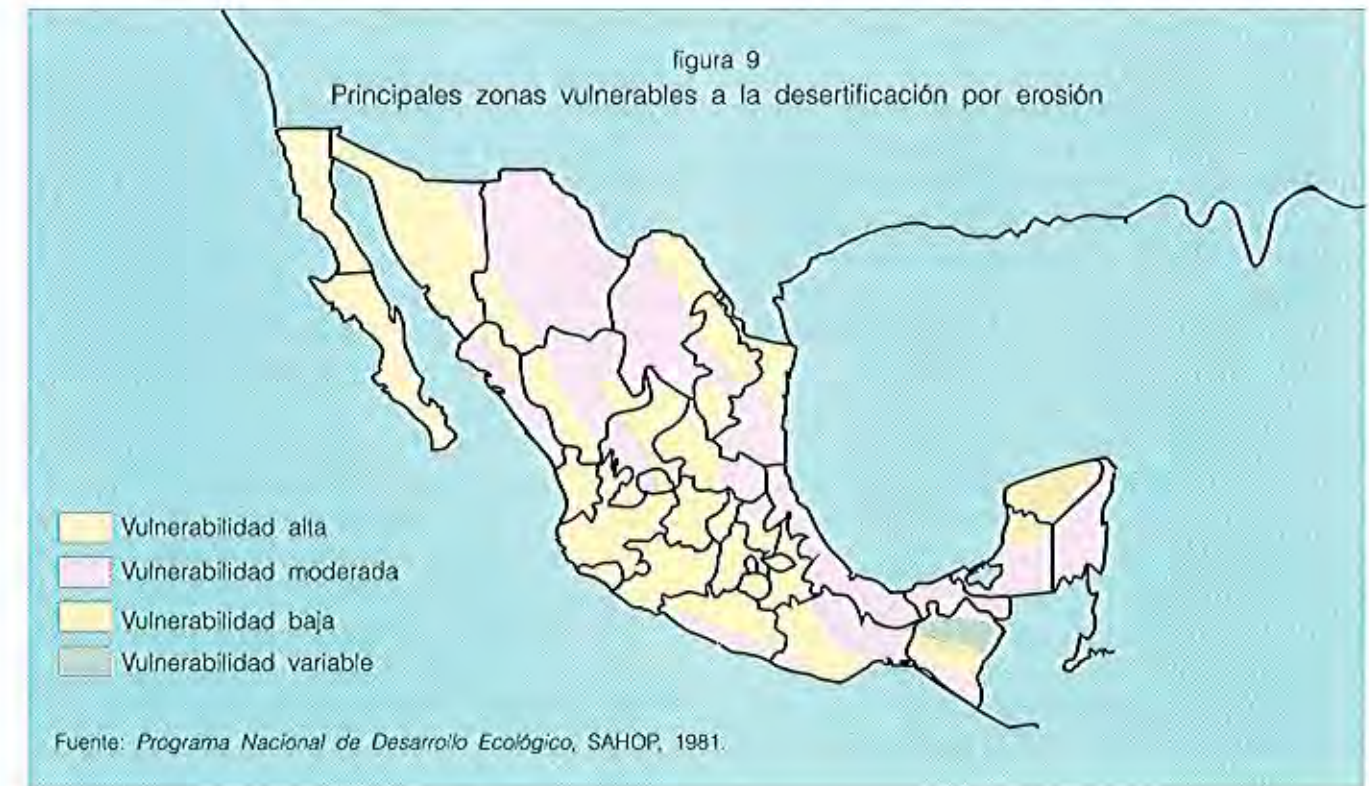 figura 9
Principales zonas vulnerables a la desertificación por erosión
Vulnerabilidad alta
Vulnerabilidad moderada
Vulnerabilidad baja
Vulnerabilidad variable
Fuente: Programa Nacional de Desarrollo Ecológico, SAHOP, 1981.